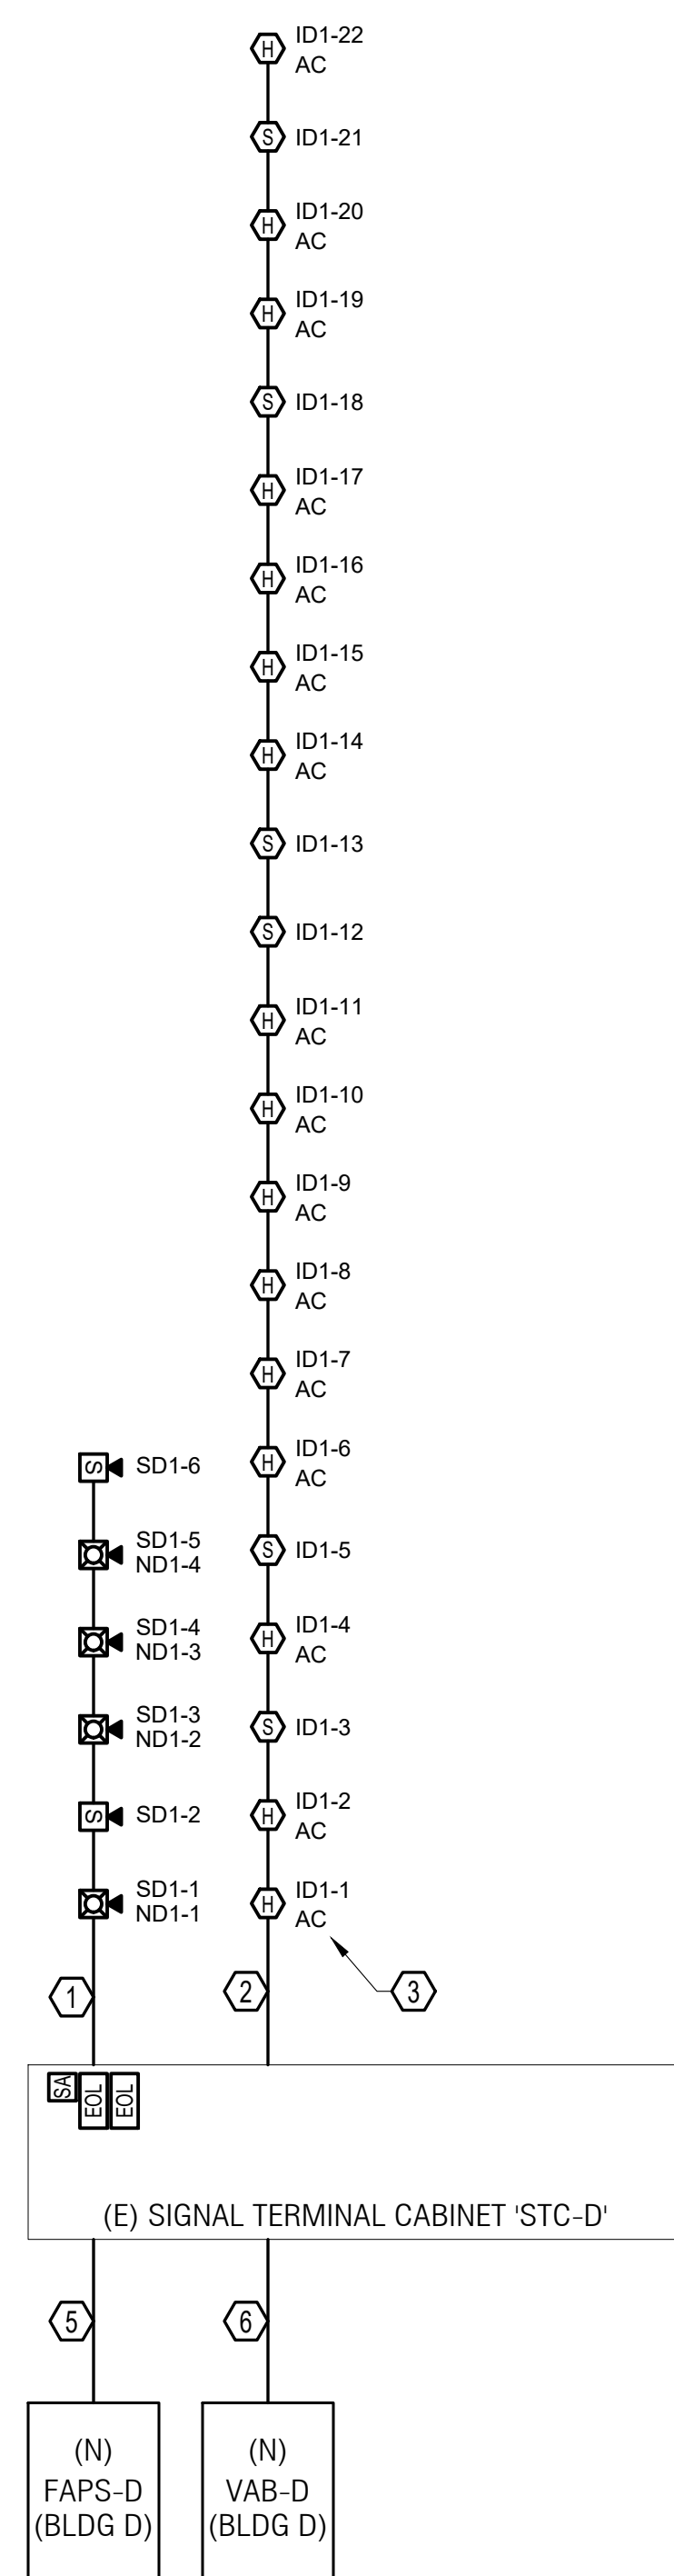 H ID1-22
AC
S ID1-21
H ID1-20
AC
H ID1-19
AC
S ID1-18
H ID1-17
AC
H ID1-16
AC
H ID1-15
AC
H ID1-14
AC
S ID1-13
S ID1-12
H ID1-11
AC
H ID1-10
AC
H ID1-9
AC
H ID1-8
AC
H ID1-7
AC
H ID1-6
AC
S ID1-5
H ID1-4
AC
S ID1-3
H ID1-2
AC
H ID1-1
AC
S SD1-6
SD1-5
ND1-4
SD1-4
ND1-3
SD1-3
ND1-2
S SD1-2
SD1-1
ND1-1
1
2
3
SA
EOL
EOL
(E) SIGNAL TERMINAL CABINET 'STC-D'
5
6
(N)
FAPS-D
(BLDG D)
(N)
VAB-D
(BLDG D)